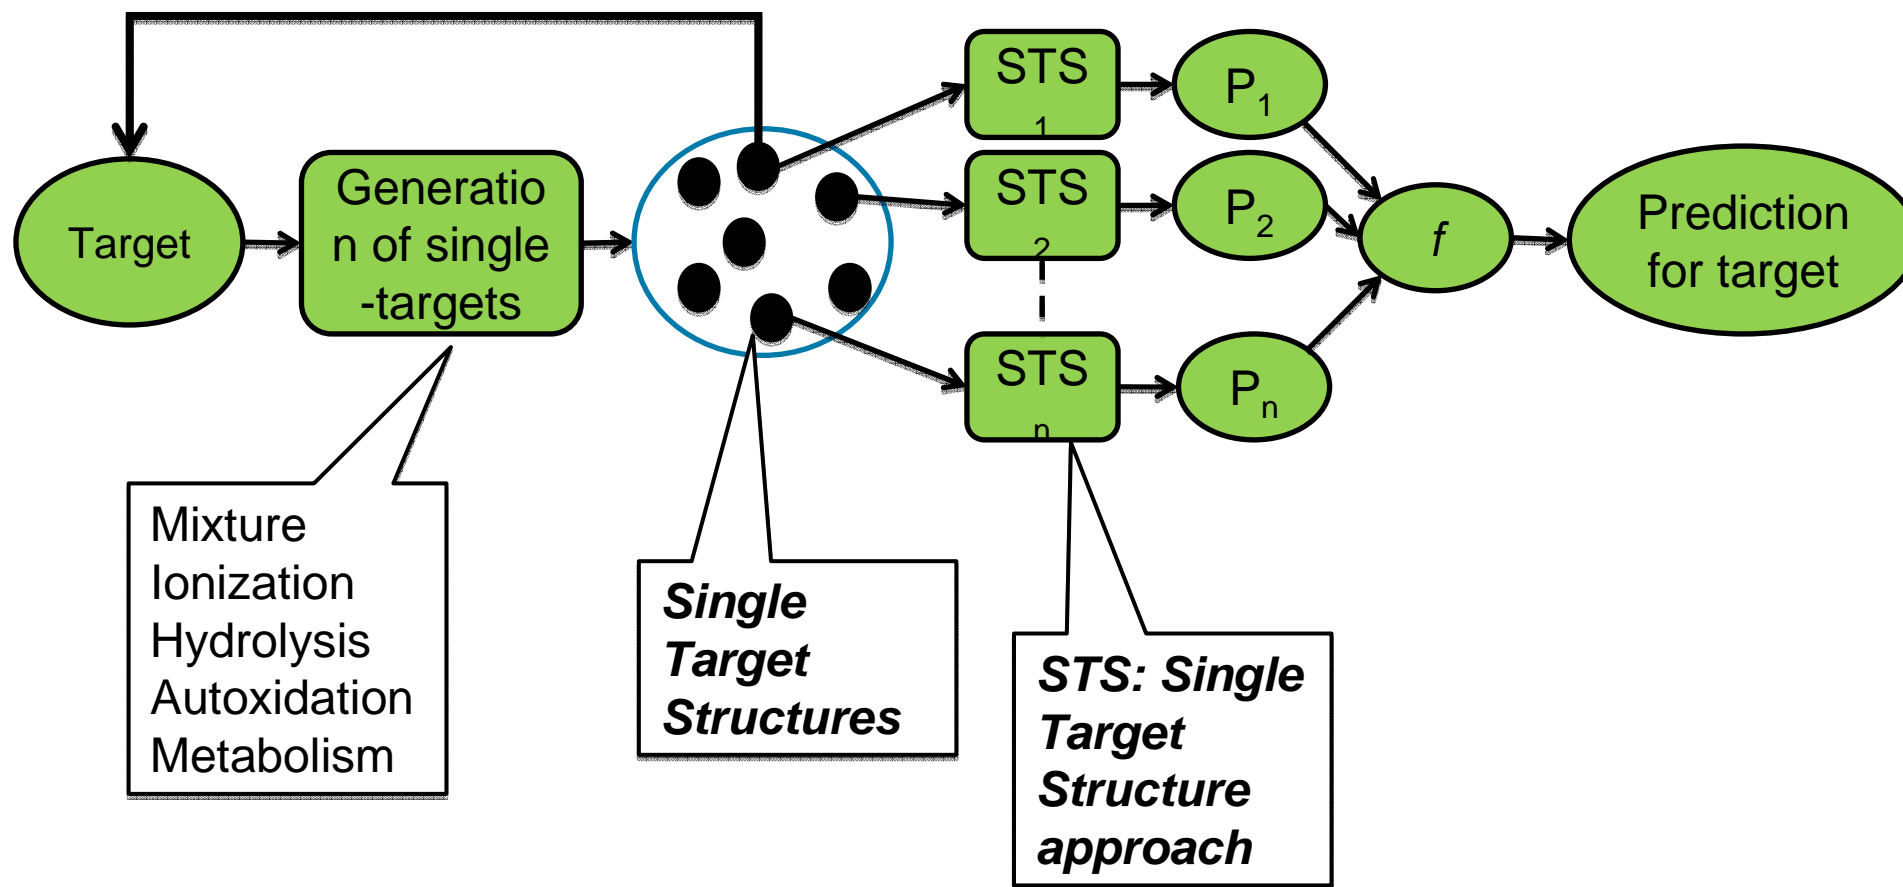 Target
Generatio
n of single
-targets
STS
1
P1
STS
2
P2
STS
n
Pn
f
Prediction
for target
Mixture
Ionization
Hydrolysis
Autoxidation
Metabolism
Single
Target
Structures
STS: Single
Target
Structure
approach